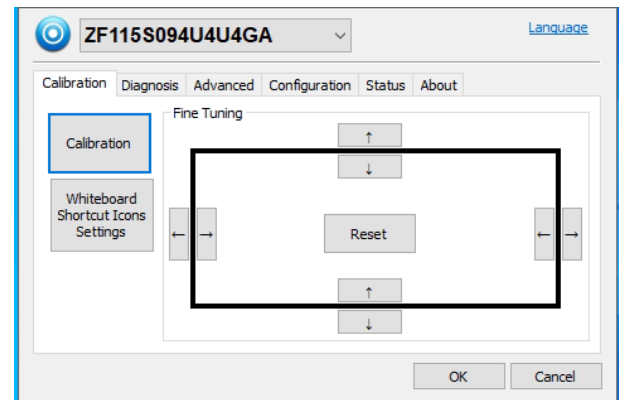 ZF115S094U4U4GA
Language
Calibration Diagnosis Advanced Configuration Status About
Fine Tuning
Calibration
↑
↓
Whiteboard
Shortcut Icons
Settings
← → Reset ← →
↑
↓
OK Cancel